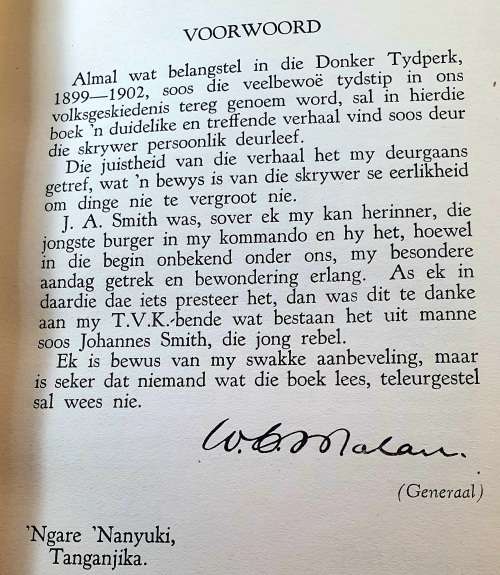 VOORWOORD
Almal wat belangstel in die Donker Tydperk,
1899—1902, soos die veelbewoë tydstip in ons
volksgeskiedenis tereg genoem word, sal in hierdie
boek 'n duidelike en treffende verhaal vind soos deur
die skrywer persoonlik deurleef.
Die juistheid van die verhaal het my deurgaans
getref, wat 'n bewys is van die skrywer se eerlikheid
om dinge nie te vergroot nie.
J. A. Smith was, sover ek my kan herinner, die
jongste burger in my kommando en hy het, hoewel
in die begin onbekend onder ons, my besondere
aandag getrek en bewondering erlang. As ek in
daardie dae iets presteer het, dan was dit te danke
aan my T.V.K.-bende wat bestaan het uit manne
soos Johannes Smith, die jong rebel.
Ek is bewus van my swakke aanbeveling, maar
is seker dat niemand wat die boek lees, teleurgestel
sal wees nie.
W. C. Malan.
(Generaal)
'Ngare 'Nanyuki,
Tanganjika.